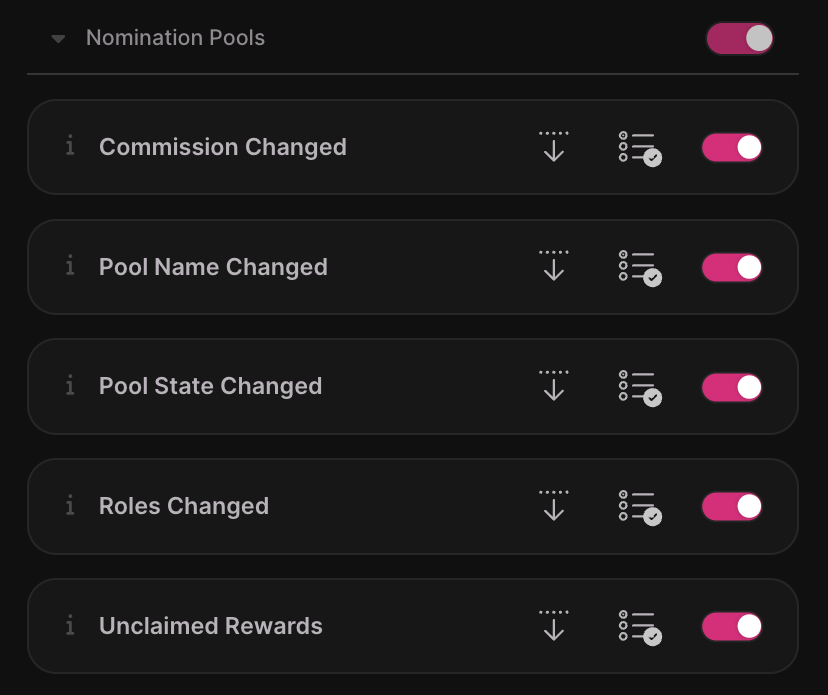 Nomination Pools
Commission Changed
Pool Name Changed
Pool State Changed
Roles Changed
Unclaimed Rewards